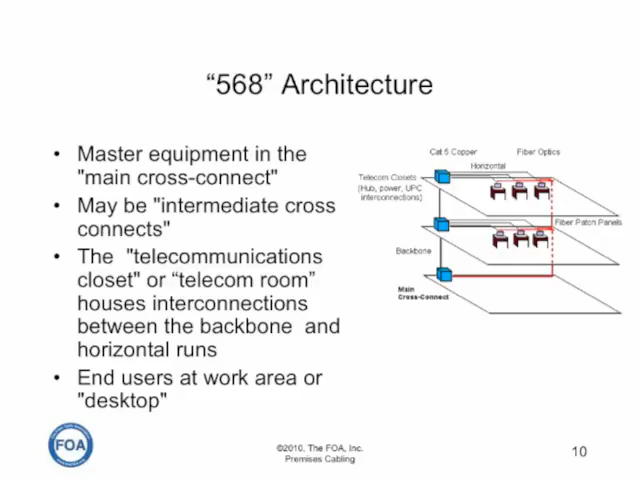 “568” Architecture
• Master equipment in the
"main cross-connect"
• May be "intermediate cross
connects"
• The "telecommunications
closet" or “telecom room”
houses interconnections
between the backbone and
horizontal runs
• End users at work area or
"desktop"
Cat 5 Copper
Fiber Optics
Horizontal
Telecom Closets
(Hub, power, UPC
interconnections)
Fiber Patch Panels
Backbone
Main
Cross-Connect
FOA
©2010, The FOA, Inc.
Premises Cabling
10